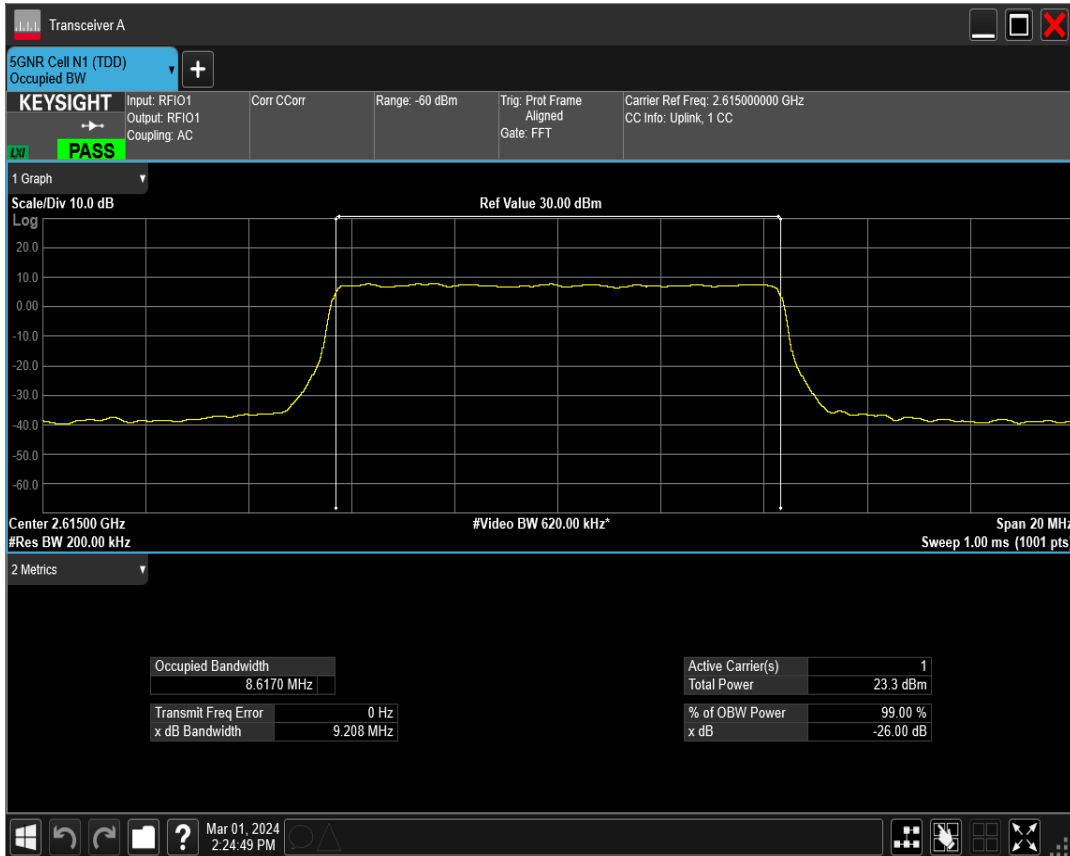 Transceiver A
5GNR Cell N1 (TDD)
Occupied BW
+
KEYSIGHT
LXI
PASS
Input: RFIO1
Output: RFIO1
Coupling: AC
Corr CCorr
Range: -60 dBm
Trig: Prot Frame
Aligned
Gate: FFT
Carrier Ref Freq: 2.615000000 GHz
CC Info: Uplink, 1 CC
1 Graph
Scale/Div 10.0 dB
Ref Value 30.00 dBm
Log
20.0
10.0
0.00
-10.0
-20.0
-30.0
-40.0
-50.0
-60.0
Center 2.61500 GHz
#Video BW 620.00 kHz*
Span 20 MHz
#Res BW 200.00 kHz
Sweep 1.00 ms (1001 pts)
2 Metrics
Occupied Bandwidth
8.6170 MHz
Transmit Freq Error 0 Hz
x dB Bandwidth 9.208 MHz
Active Carrier(s) 1
Total Power 23.3 dBm
% of OBW Power 99.00 %
x dB -26.00 dB
?
Mar 01, 2024
2:24:49 PM